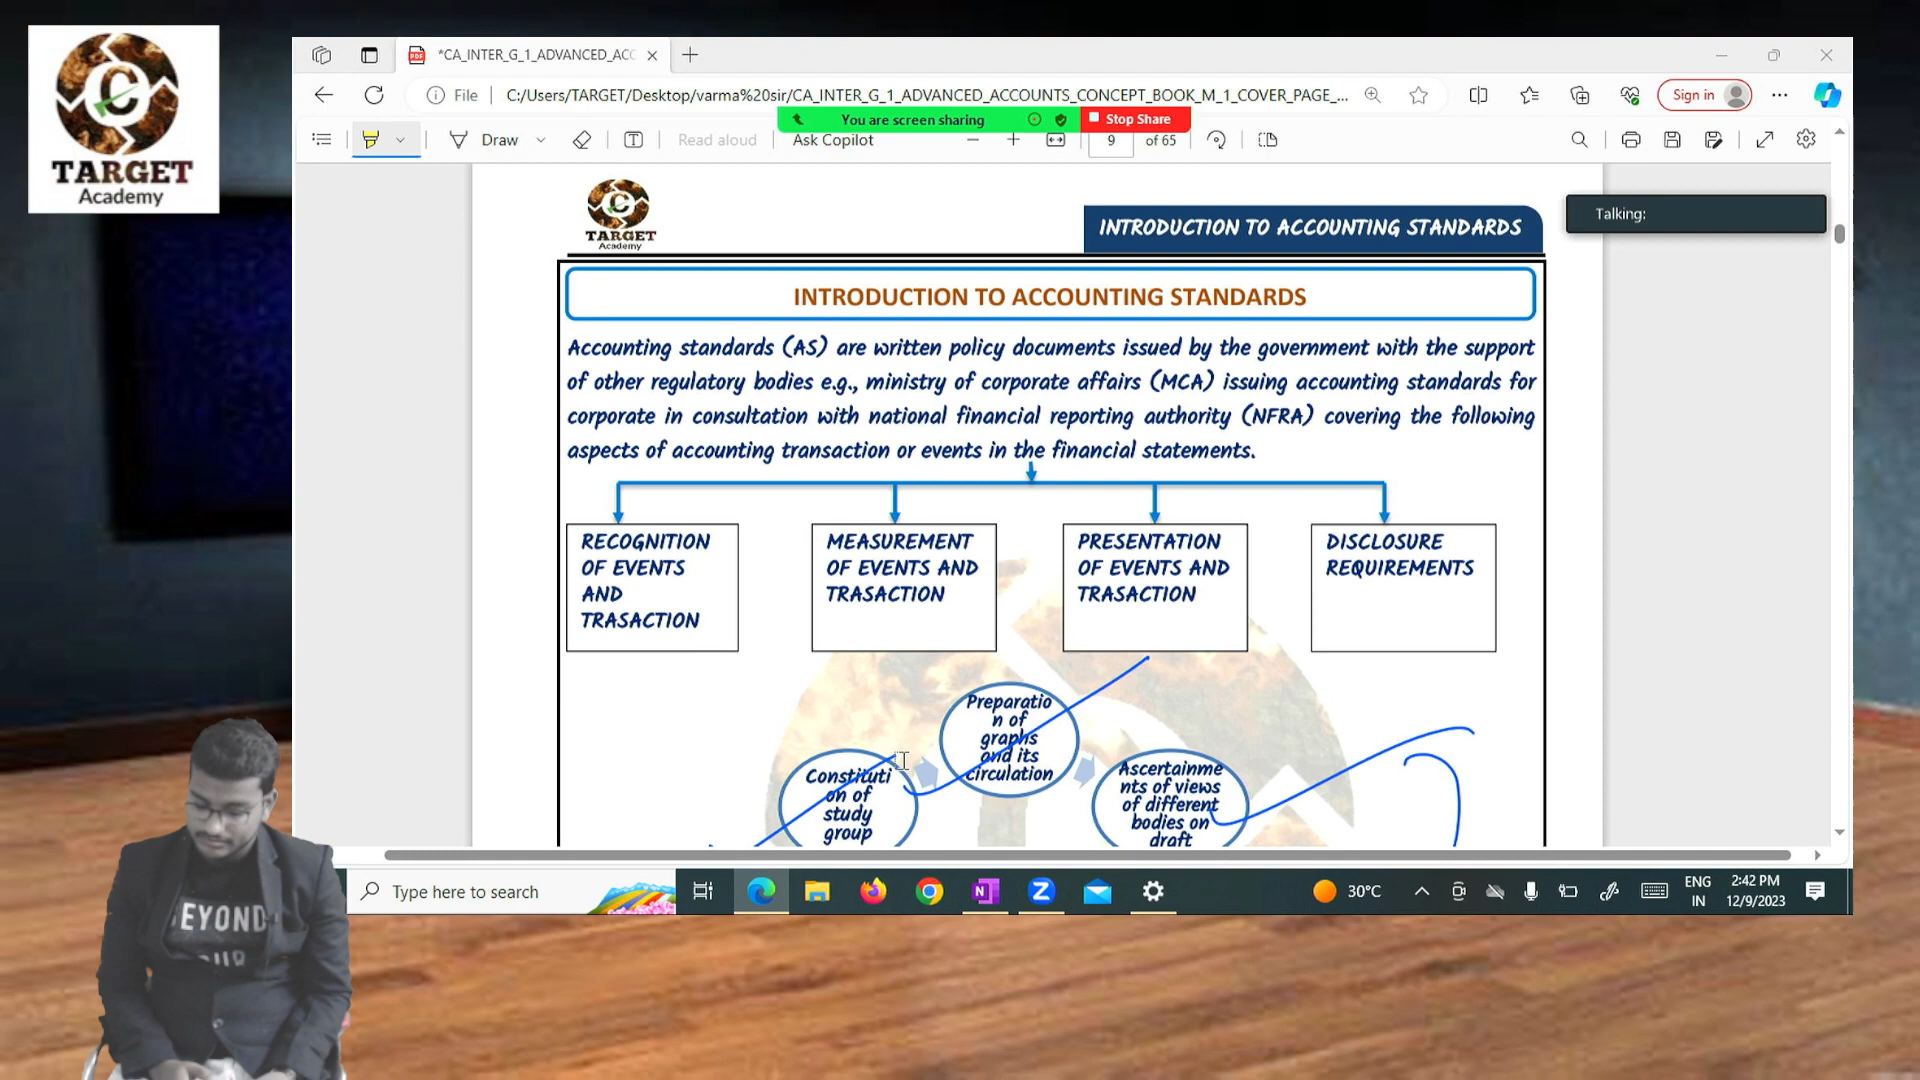 TARGET
Academy
*CA_INTER_G_1_ADVANCED_ACC
File
C:/Users/TARGET/Desktop/varma%20sir/CA_INTER_G_1_ADVANCED_ACCOUNTS_CONCEPT_BOOK_M_1_COVER_PAGE_...
Sign in
You are screen sharing
Stop Share
Draw
Read aloud
Ask Copilot
9 of 65
TARGET
Academy
INTRODUCTION TO ACCOUNTING STANDARDS
Talking:
INTRODUCTION TO ACCOUNTING STANDARDS
Accounting standards (AS) are written policy documents issued by the government with the support
of other regulatory bodies e.g., ministry of corporate affairs (MCA) issuing accounting standards for
corporate in consultation with national financial reporting authority (NFRA) covering the following
aspects of accounting transaction or events in the financial statements.
RECOGNITION
OF EVENTS
AND
TRASACTION
MEASUREMENT
OF EVENTS AND
TRASACTION
PRESENTATION
OF EVENTS AND
TRASACTION
DISCLOSURE
REQUIREMENTS
Preparatio
n of
graphs
and its
circulation
Constituti
on of
study
group
Ascertainme
nts of views
of different
bodies on
draft
Type here to search
30°C
ENG
IN
2:42 PM
12/9/2023
EYOND